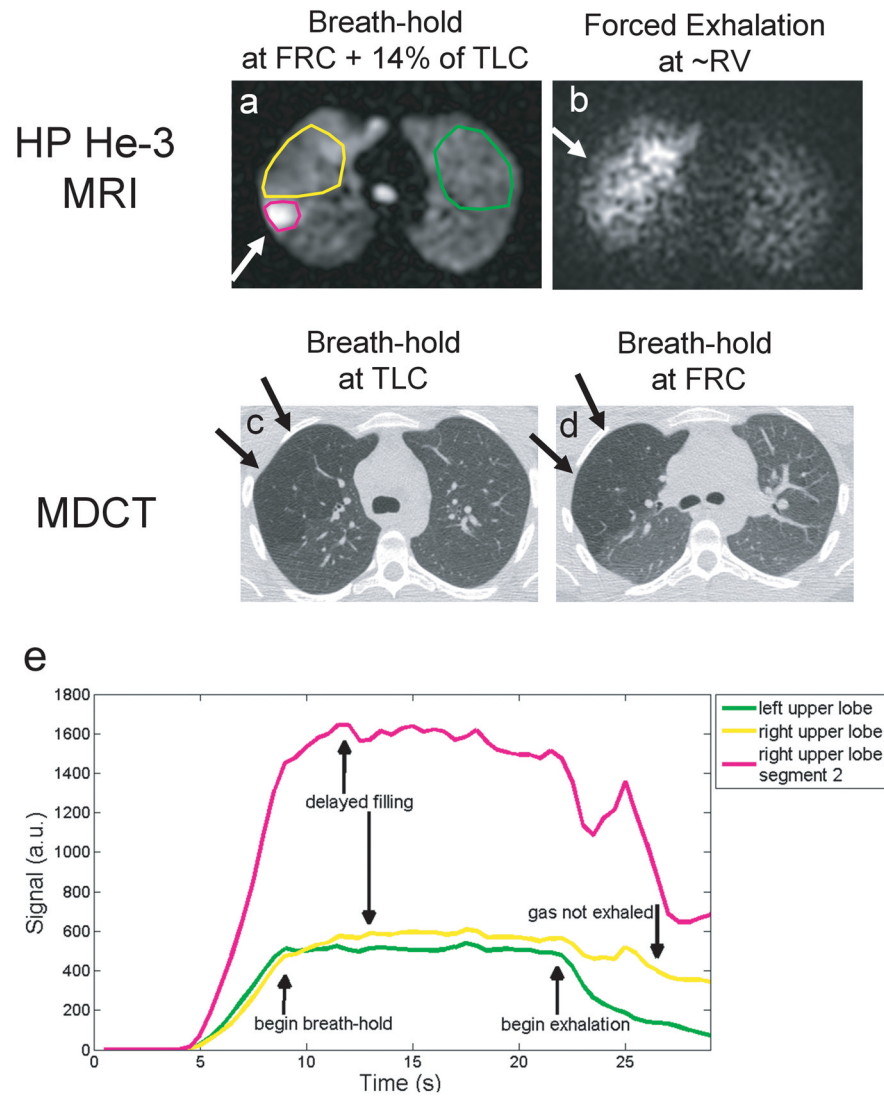 Breath-hold
at FRC + 14% of TLC
Forced Exhalation
at ~RV
HP He-3
MRI
a
b
Breath-hold
at TLC
Breath-hold
at FRC
MDCT
c
d
e
1800
1600
1400
1200
1000
800
600
400
200
0
Signal (a.u.)
0
5
10
15
20
25
Time (s)
delayed filling
gas not exhaled
begin breath-hold
begin exhalation
left upper lobe
right upper lobe
right upper lobe
segment 2